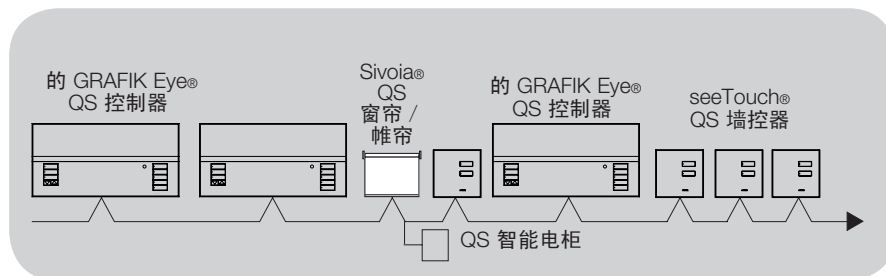 的 GRAFIK Eye®
QS 控制器
Sivoia®
QS
窗帘 /
帷帘
的 GRAFIK Eye®
QS 控制器
seeTouch®
QS 墙控器
QS 智能电柜